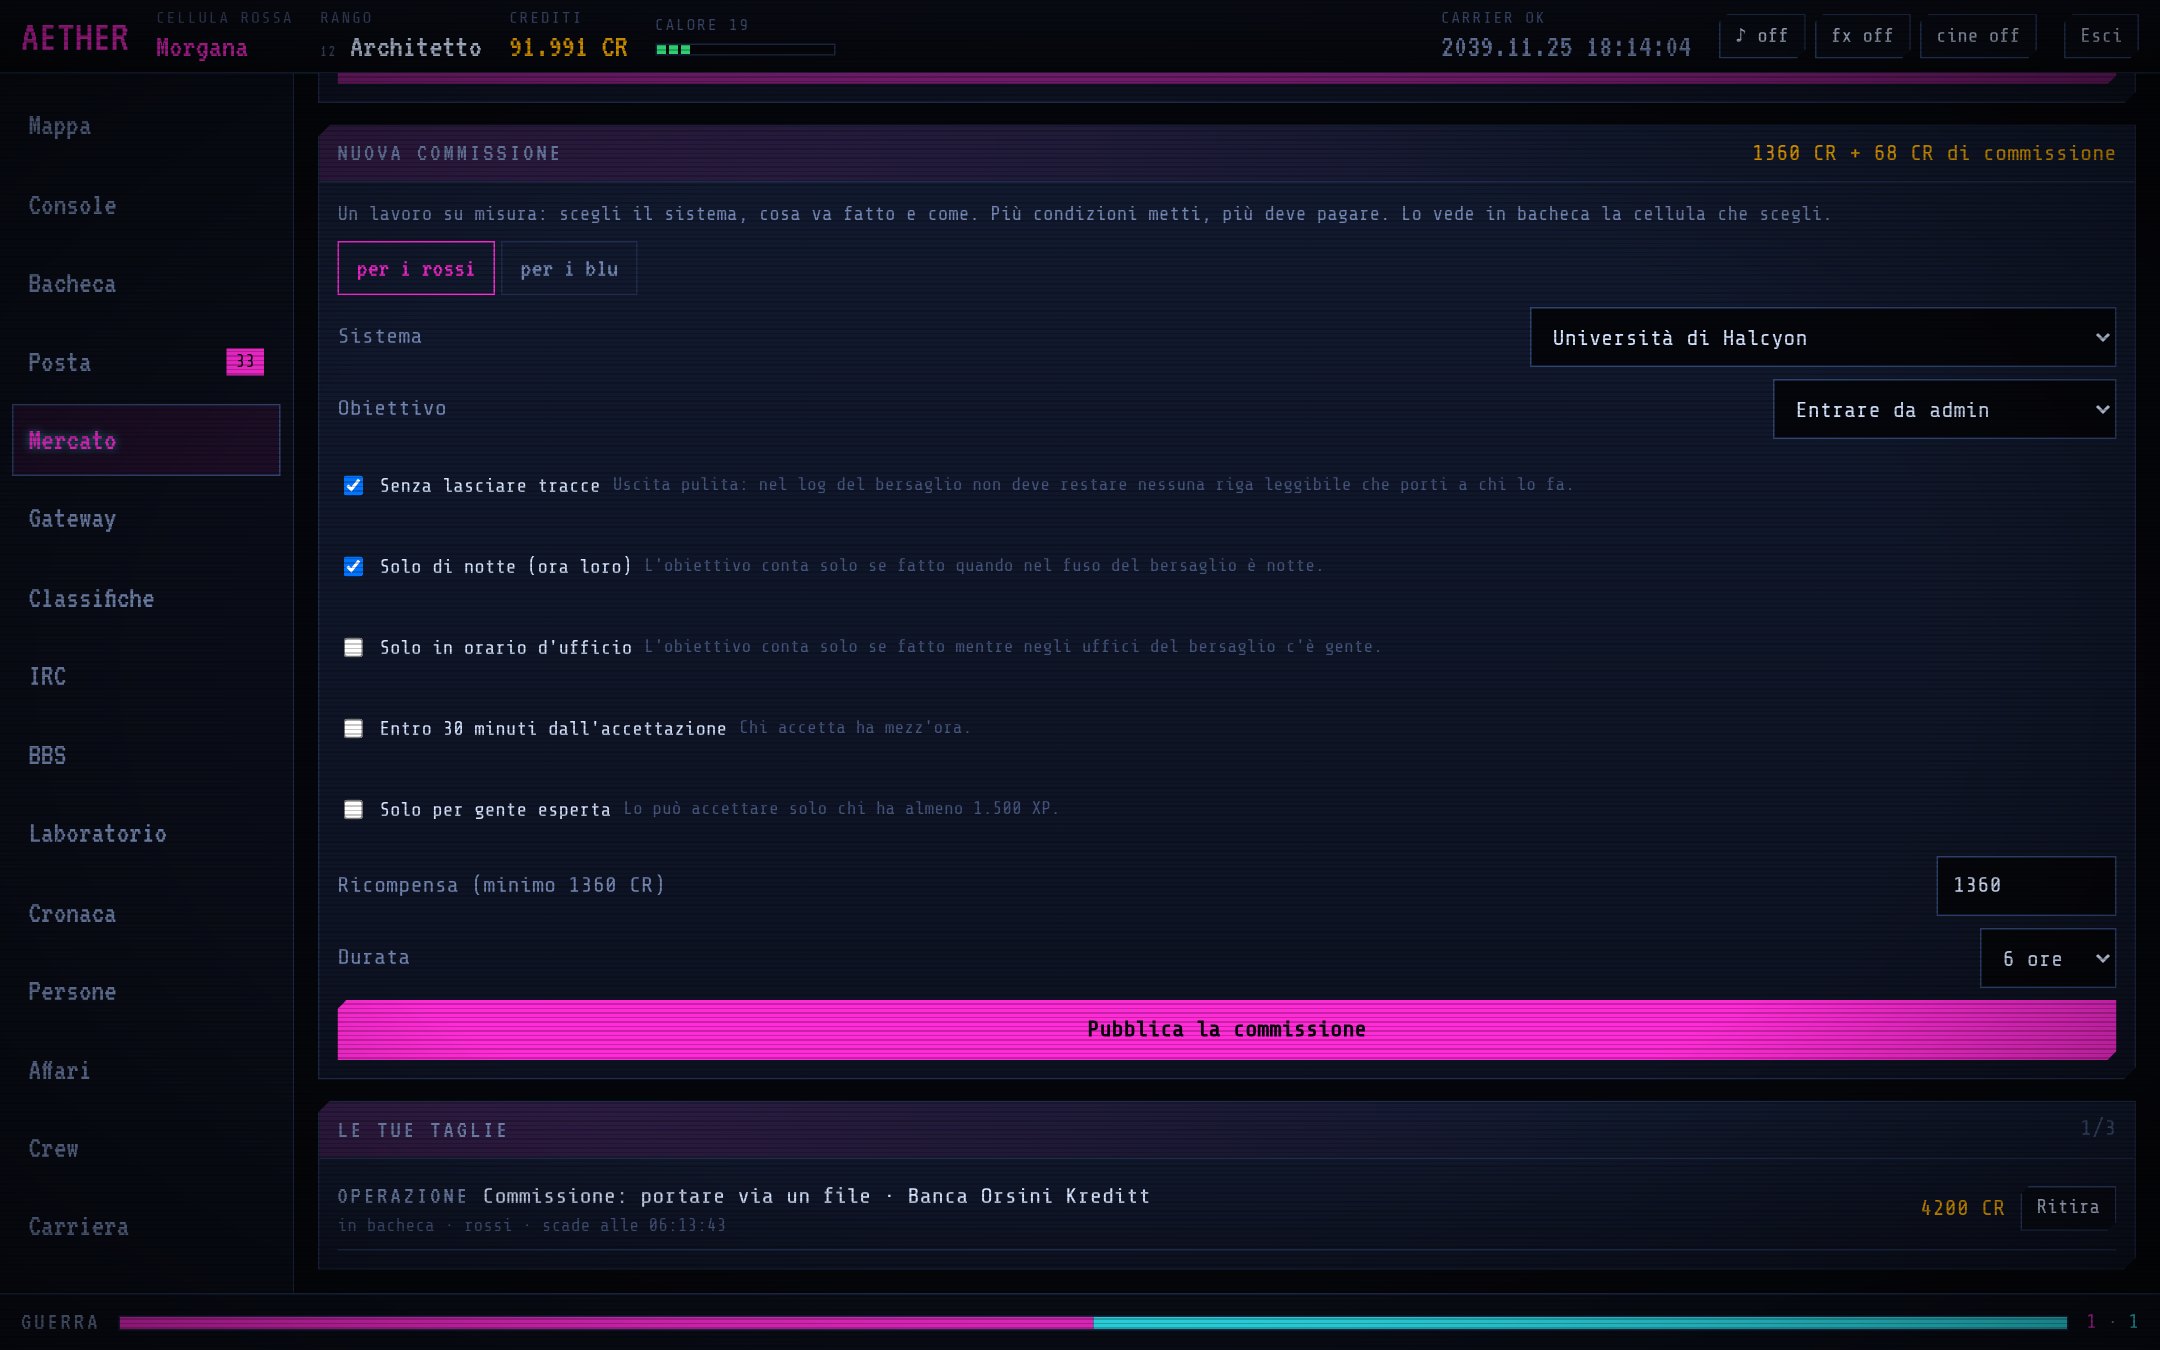 AETHER
CELLULA ROSSA
Morgana
RANGO
12 Architetto
CREDITI
91.991 CR
CALORE 19
CARRIER OK
2039.11.25 18:14:04
♪ off
fx off
cine off
Esci
Mappa
Console
Bacheca
Posta 33
Mercato
Gateway
Classifiche
IRC
BBS
Laboratorio
Cronaca
Persone
Affari
Crew
Carriera
NUOVA COMMISSIONE
1360 CR + 68 CR di commissione
Un lavoro su misura: scegli il sistema, cosa va fatto e come. Più condizioni metti, più deve pagare. Lo vede in bacheca la cellula che scegli.
per i rossi
per i blu
Sistema
Università di Halcyon
Obiettivo
Entrare da admin
Senza lasciare tracce Uscita pulita: nel log del bersaglio non deve restare nessuna riga leggibile che porti a chi lo fa.
Solo di notte (ora loro) L'obiettivo conta solo se fatto quando nel fuso del bersaglio è notte.
Solo in orario d'ufficio L'obiettivo conta solo se fatto mentre negli uffici del bersaglio c'è gente.
Entro 30 minuti dall'accettazione Chi accetta ha mezz'ora.
Solo per gente esperta Lo può accettare solo chi ha almeno 1.500 XP.
Ricompensa (minimo 1360 CR)
1360
Durata
6 ore
Pubblica la commissione
LE TUE TAGLIE
1/3
OPERAZIONE Commissione: portare via un file · Banca Orsini Kreditt
in bacheca · rossi · scade alle 06:13:43
4200 CR
Ritira
GUERRA
1 · 1